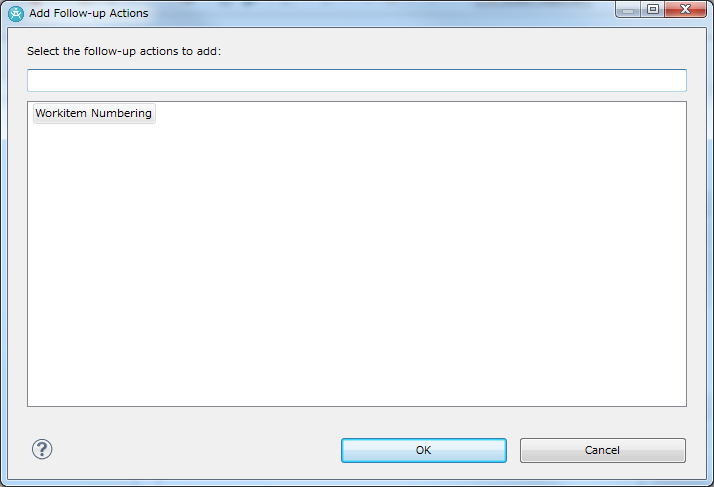 Add Follow-up Actions
Select the follow-up actions to add:
Workitem Numbering
?
OK
Cancel